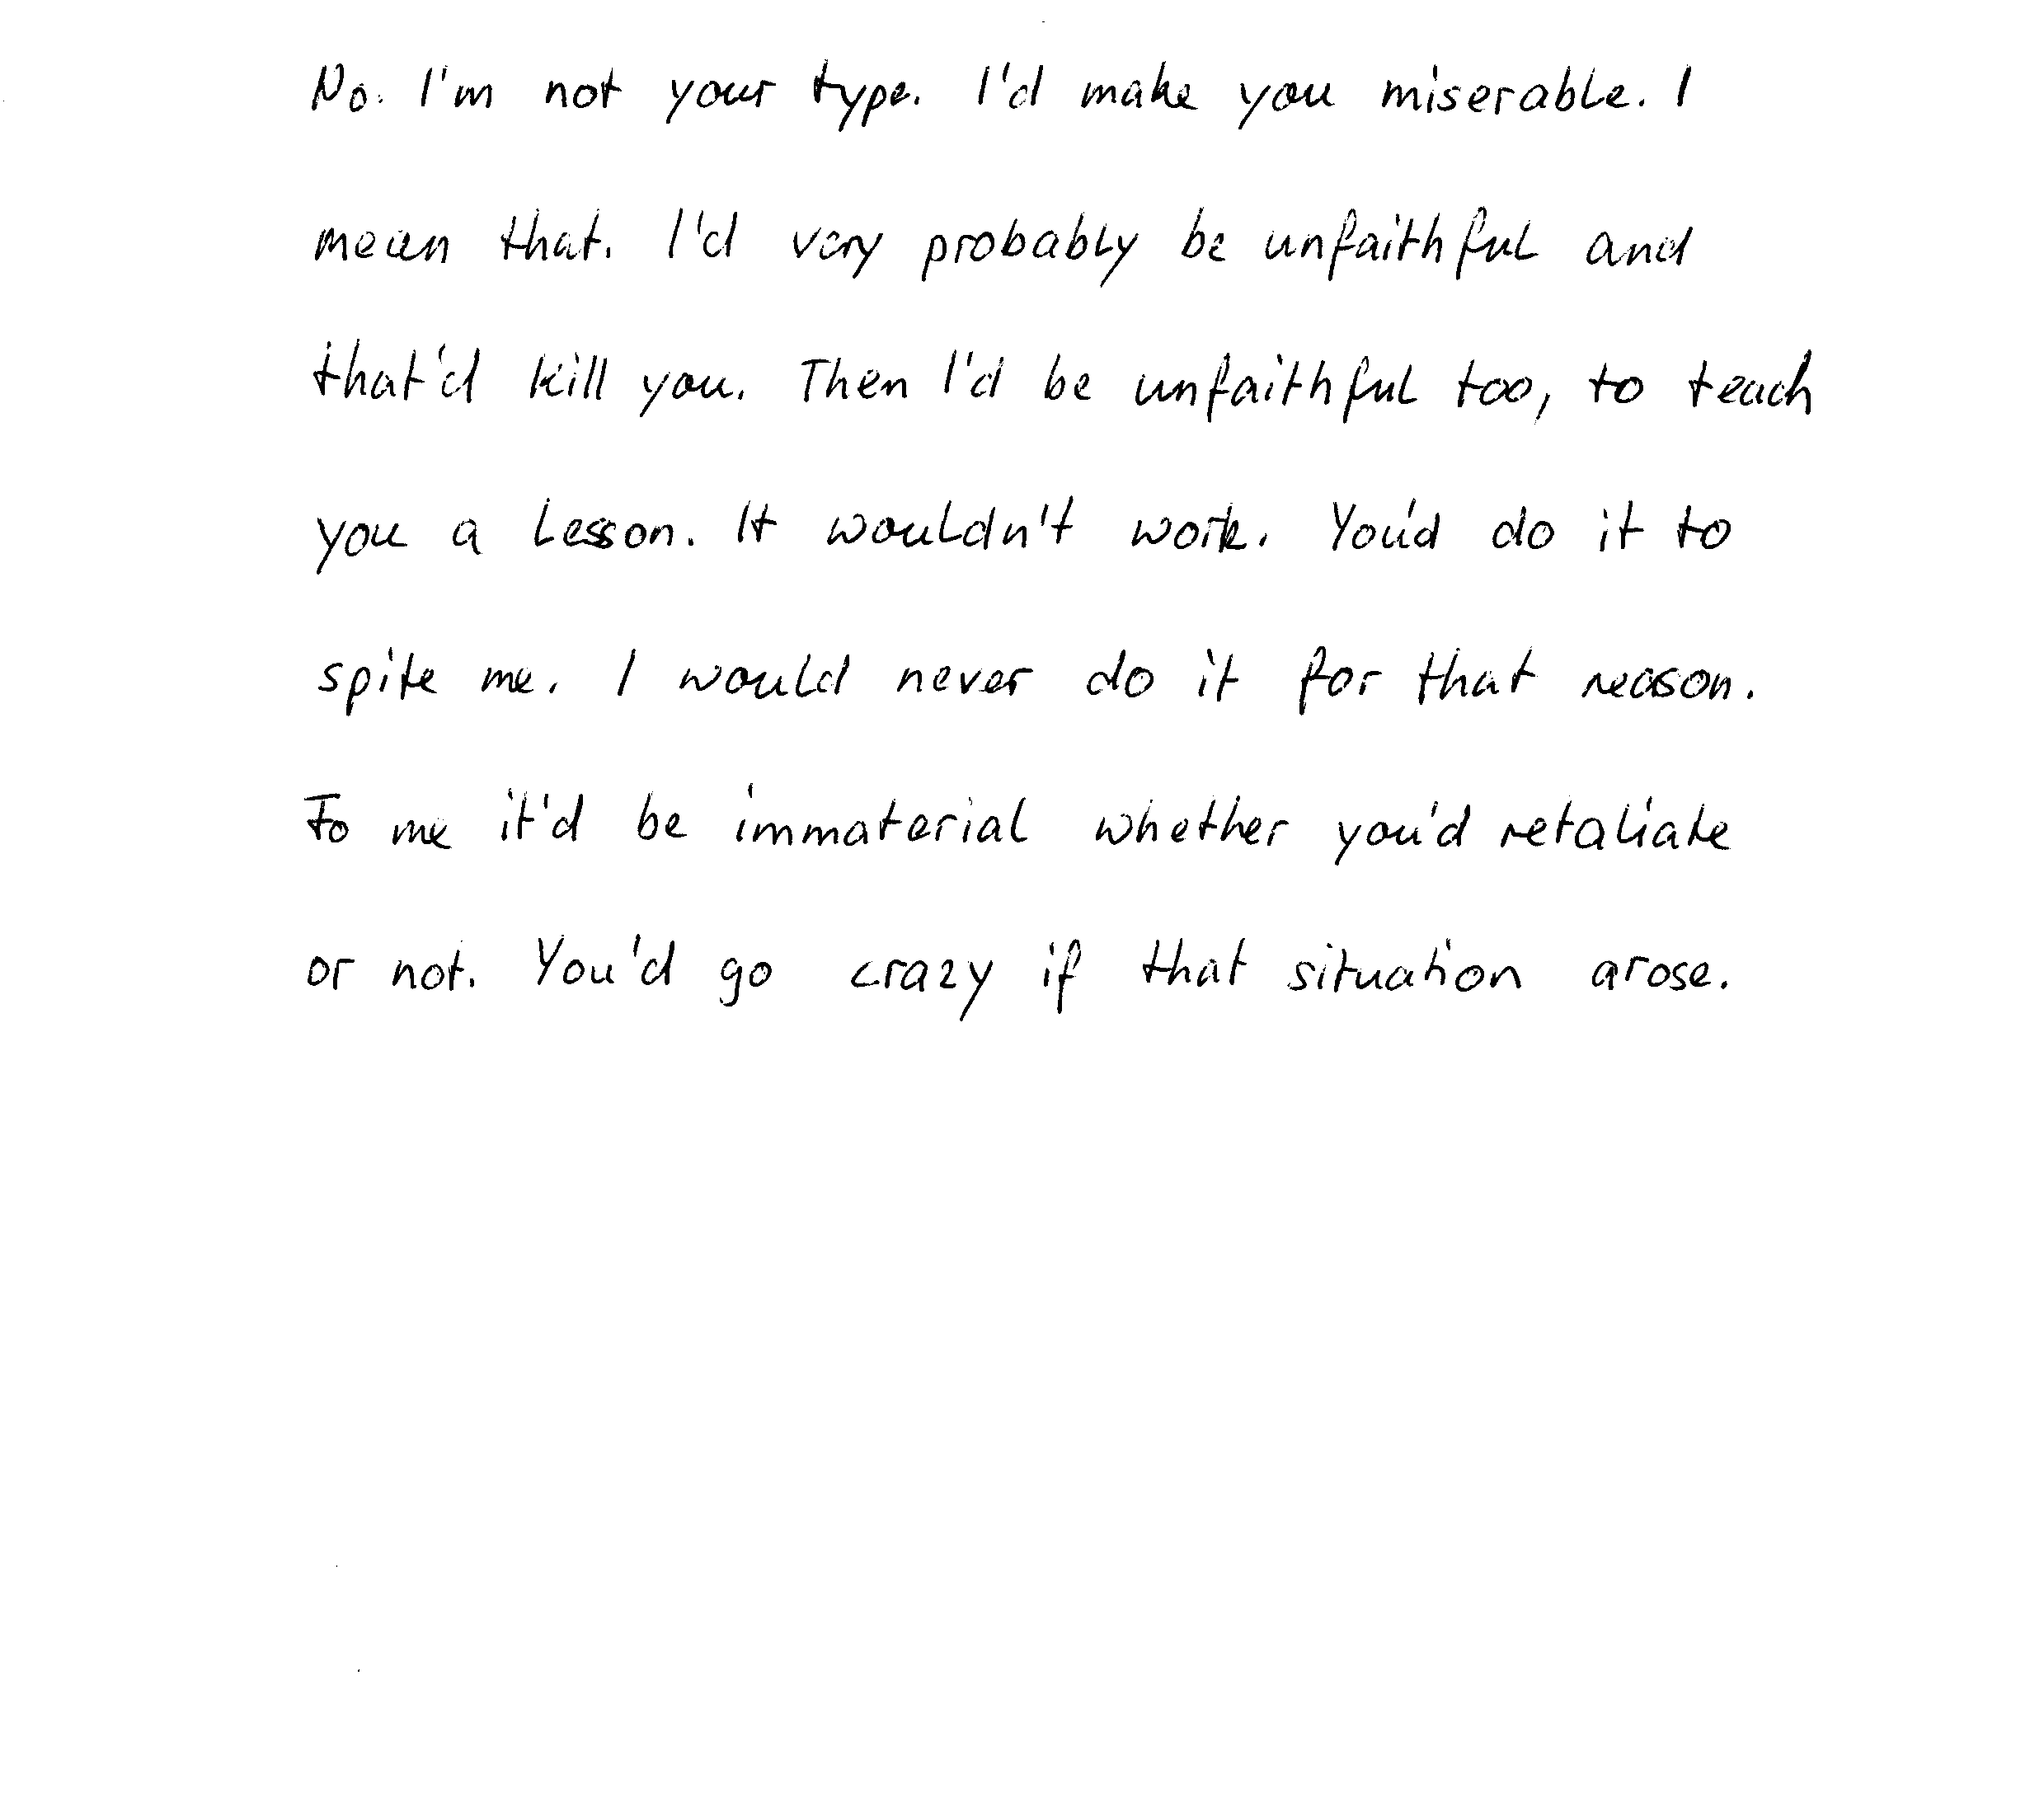 No. I'm not your type. I'd make you miserable. I
mean that. I'd very probably be unfaithful and
that'd kill you. Then I'd be unfaithful too, to teach
you a lesson. It wouldn't work. You'd do it to
spite me. I would never do it for that reason.
To me it'd be immaterial whether you'd retaliate
or not. You'd go crazy if that situation arose.